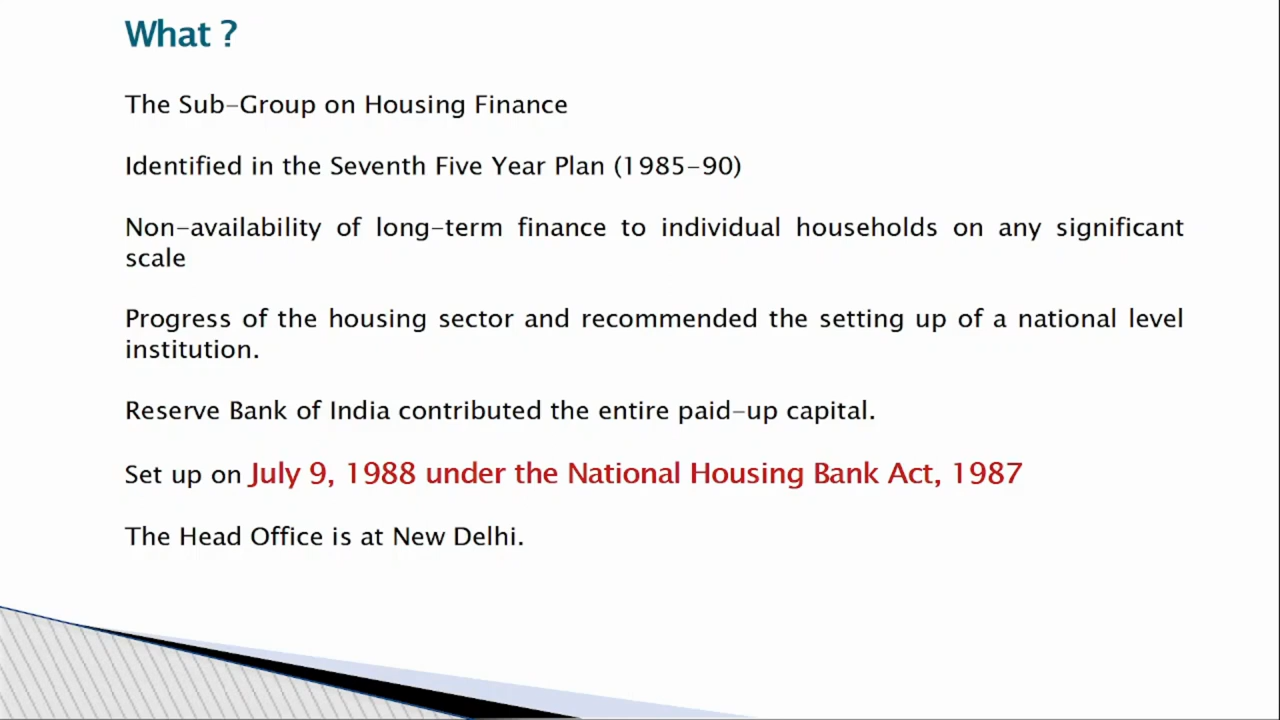 What ?
The Sub-Group on Housing Finance
Identified in the Seventh Five Year Plan (1985-90)
Non-availability of long-term finance to individual households on any significant
scale
Progress of the housing sector and recommended the setting up of a national level
institution.
Reserve Bank of India contributed the entire paid-up capital.
Set up on July 9, 1988 under the National Housing Bank Act, 1987
The Head Office is at New Delhi.